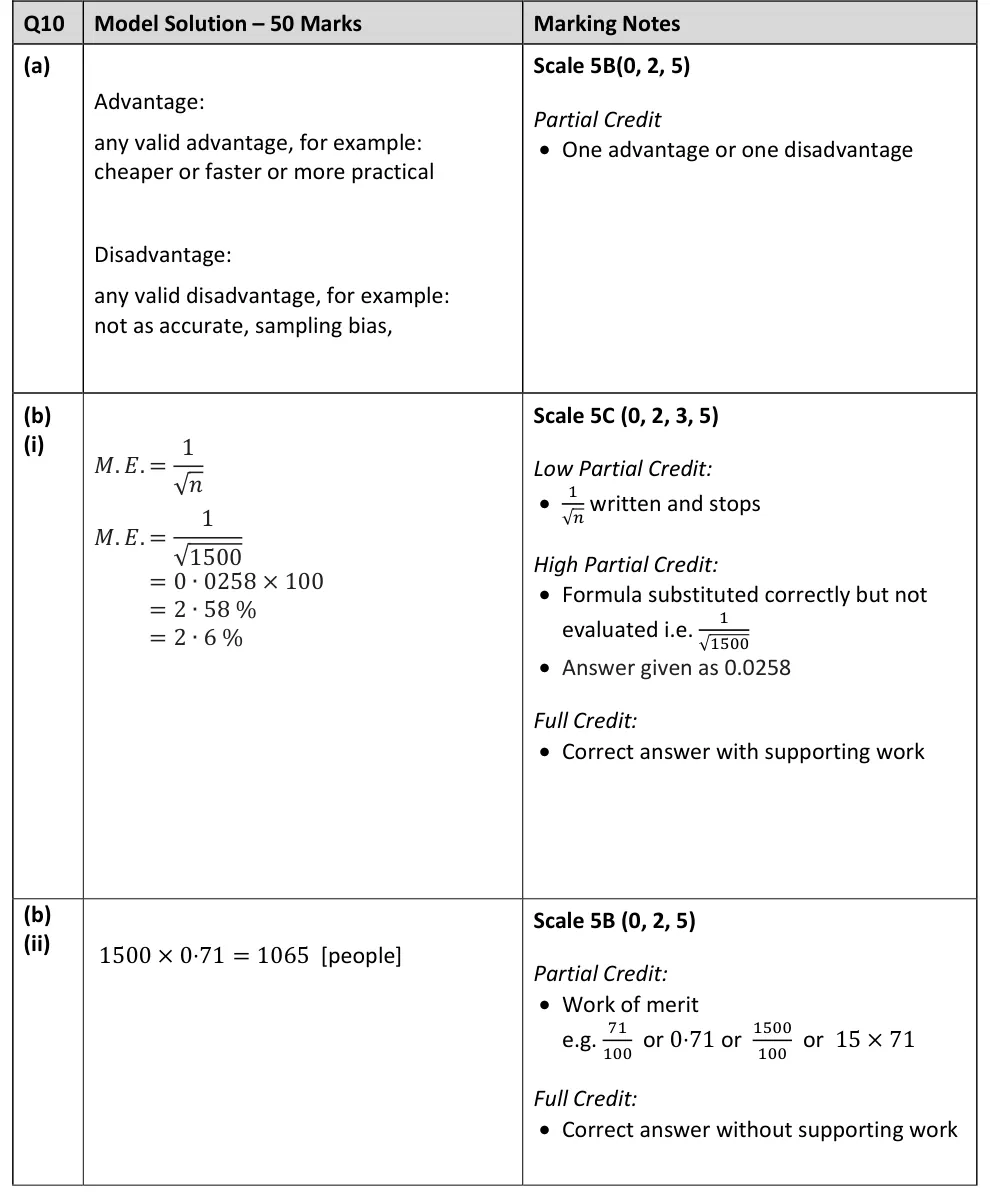 Q10 Model Solution – 50 Marks Marking Notes
(a)
Advantage:
any valid advantage, for example:
cheaper or faster or more practical
Disadvantage:
any valid disadvantage, for example:
not as accurate, sampling bias,
Scale 5B(0, 2, 5)
Partial Credit
• One advantage or one disadvantage
(b)
(i)
M.E. = 1/√n
M.E. = 1/√1500
= 0·0258 × 100
= 2·58 %
= 2·6 %
Scale 5C (0, 2, 3, 5)
Low Partial Credit:
• 1/√n written and stops
High Partial Credit:
• Formula substituted correctly but not
evaluated i.e. 1/√1500
• Answer given as 0.0258
Full Credit:
• Correct answer with supporting work
(b)
(ii)
1500 × 0·71 = 1065 [people]
Scale 5B (0, 2, 5)
Partial Credit:
• Work of merit
e.g. 71/100 or 0·71 or 1500/100 or 15 × 71
Full Credit:
• Correct answer without supporting work